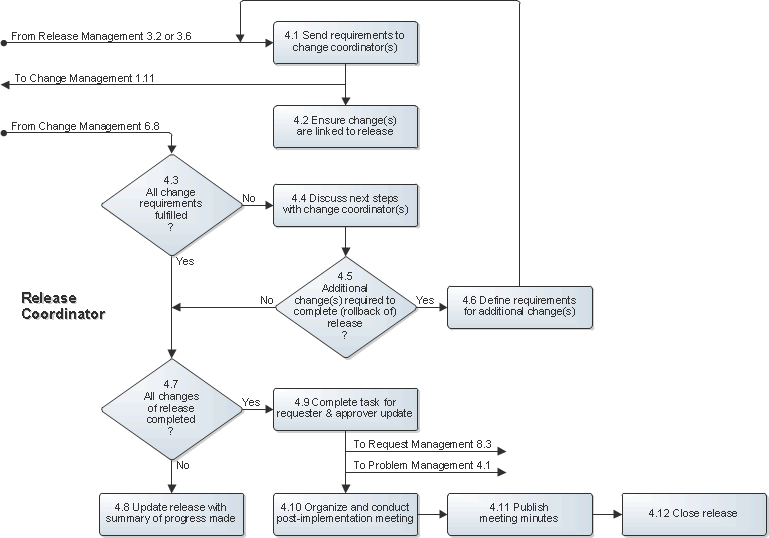 From Release Management 3.2 or 3.6
4.1 Send requirements to
change coordinator(s)
To Change Management 1.11
4.2 Ensure change(s)
are linked to release
From Change Management 6.8
4.3
All change
requirements
fulfilled
?
No
4.4 Discuss next steps
with change coordinator(s)
Yes
4.5
Additional
change(s) required to
complete (rollback of)
release
?
No
Yes
4.6 Define requirements
for additional change(s)
Release
Coordinator
4.7
All changes
of release
completed
?
Yes
4.9 Complete task for
requester & approver update
No
To Request Management 8.3
To Problem Management 4.1
4.8 Update release with
summary of progress made
4.10 Organize and conduct
post-implementation meeting
4.11 Publish
meeting minutes
4.12 Close release